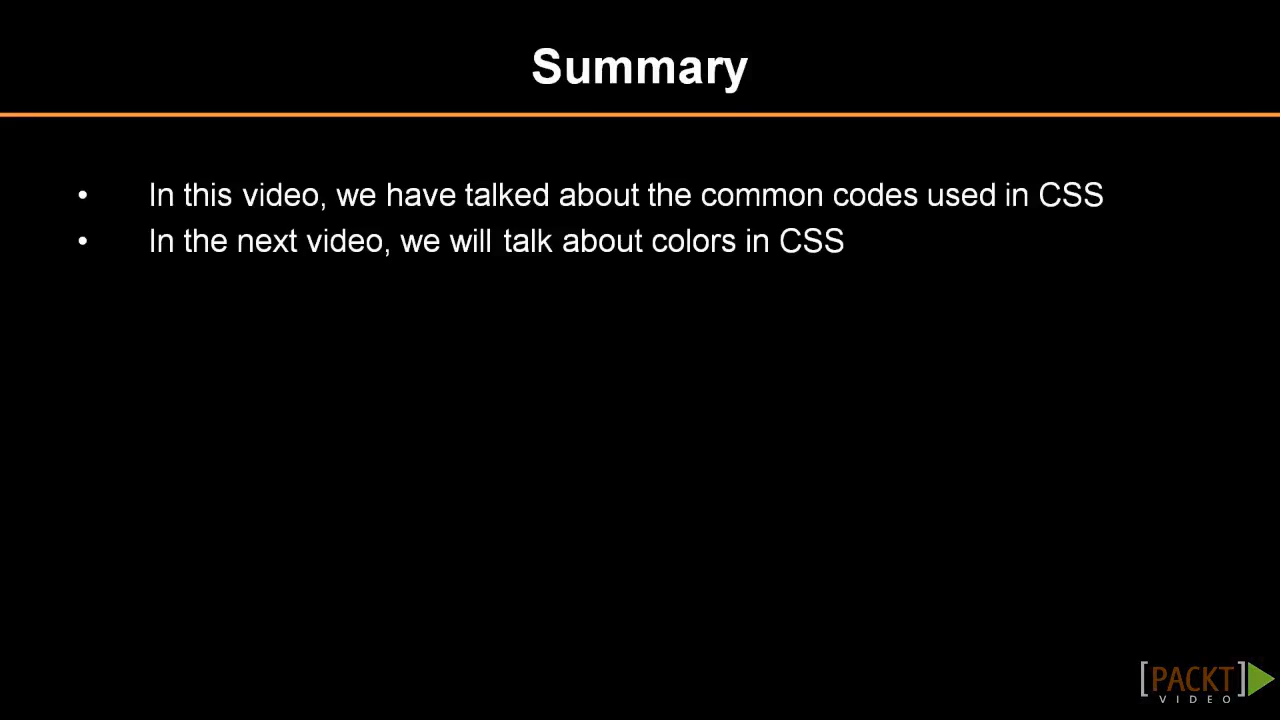 Summary
• In this video, we have talked about the common codes used in CSS
• In the next video, we will talk about colors in CSS
[PACKT]
VIDEO